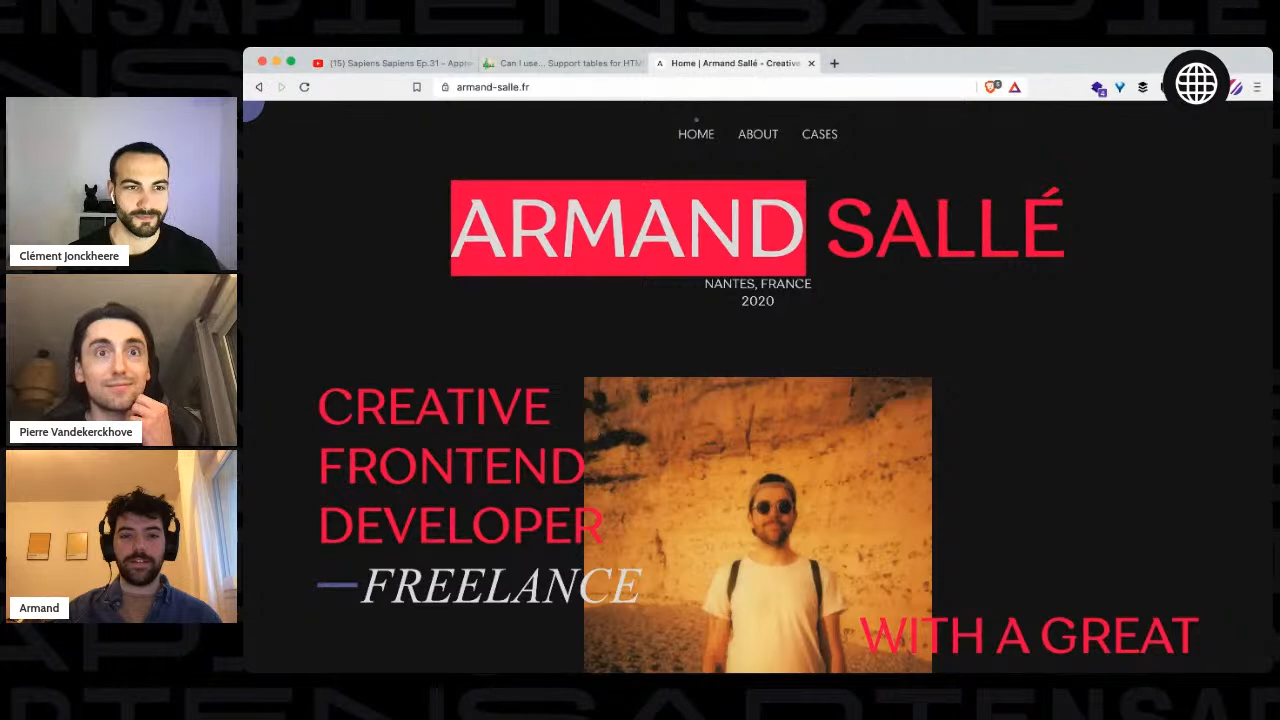 (15) Sapiens Sapiens Ep.31 - Appre
Can I use... Support tables for HTM
A Home | Armand Sallé - Creative
armand-salle.fr
HOME ABOUT CASES
ARMAND SALLÉ
NANTES, FRANCE
2020
CREATIVE
FRONTEND
DEVELOPER
—FREELANCE
WITH A GREAT
Clément Jonckheere
Pierre Vandekerckhove
Armand